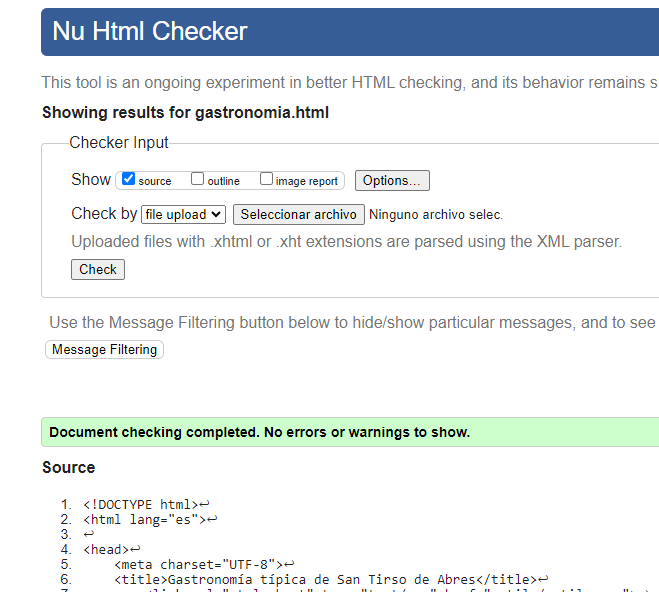 Nu Html Checker
This tool is an ongoing experiment in better HTML checking, and its behavior remains s
Showing results for gastronomia.html
Checker Input
Show source outline image report Options...
Check by file upload Seleccionar archivo Ninguno archivo selec.
Uploaded files with .xhtml or .xht extensions are parsed using the XML parser.
Check
Use the Message Filtering button below to hide/show particular messages, and to see
Message Filtering
Document checking completed. No errors or warnings to show.
Source
1. <!DOCTYPE html>↩
2. <html lang="es">↩
3. ↩
4. <head>↩
5. <meta charset="UTF-8">↩
6. <title>Gastronomía típica de San Tirso de Abres</title>↩